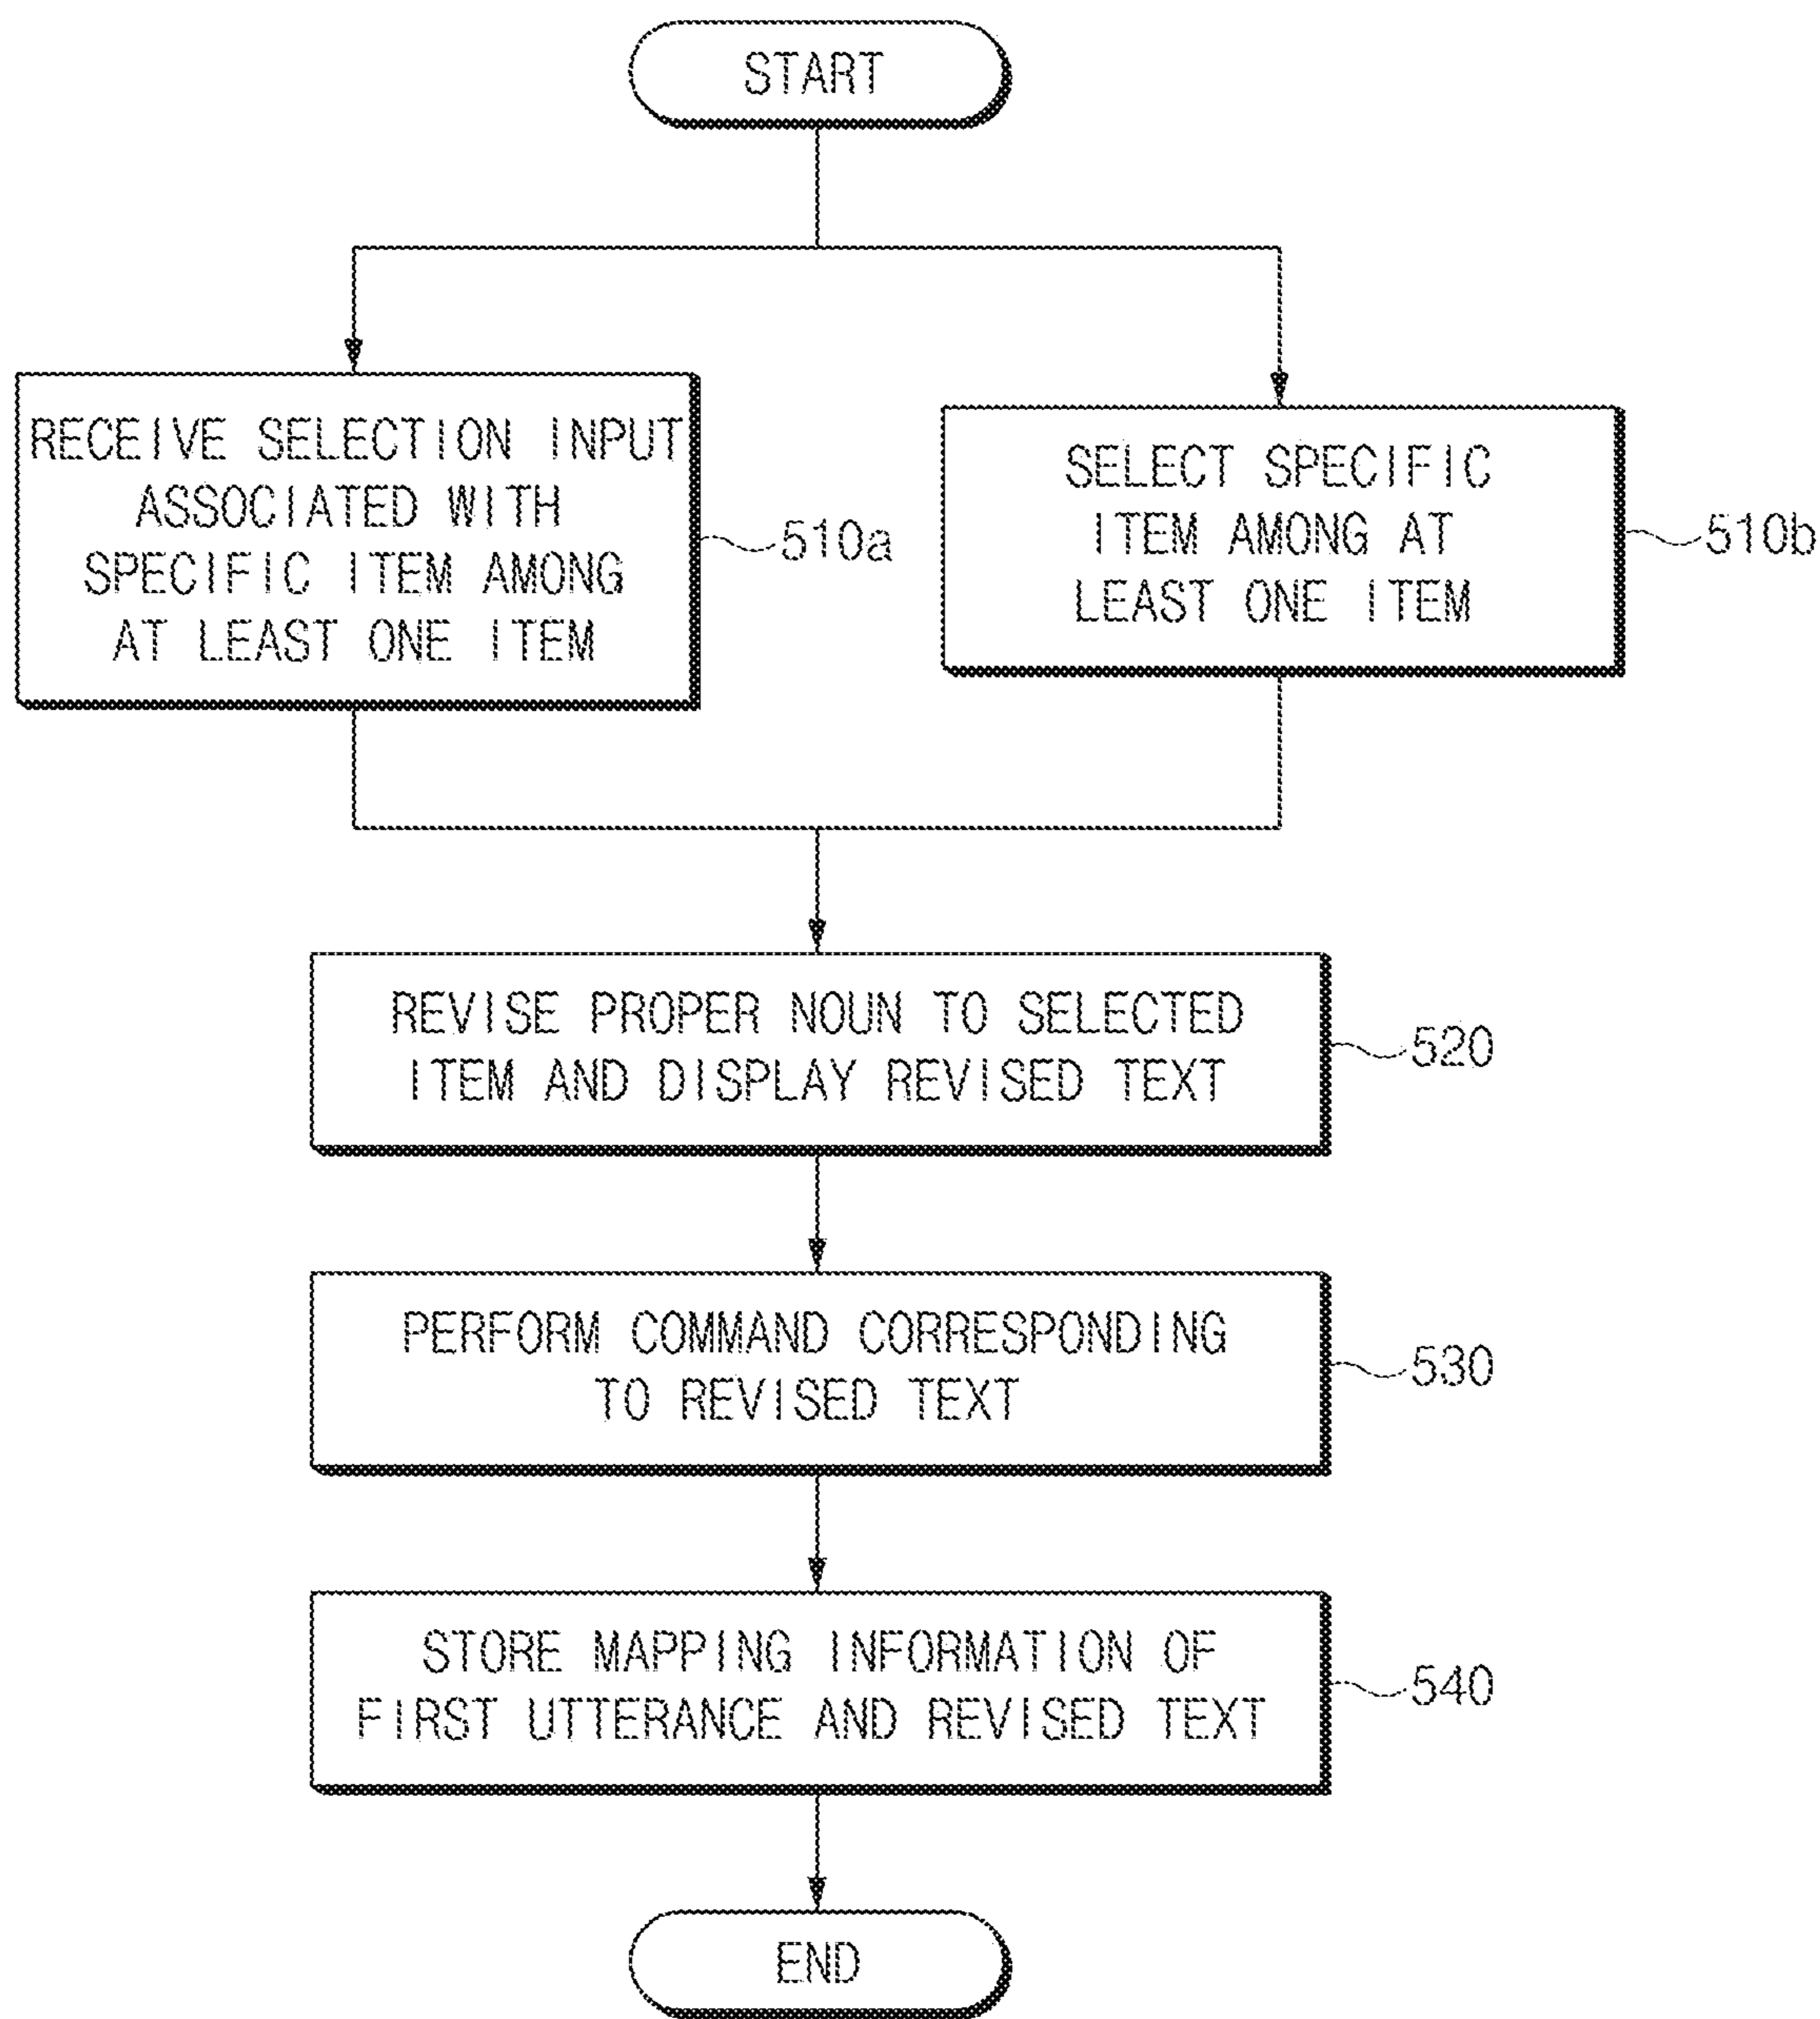 START
RECEIVE SELECTION INPUT
ASSOCIATED WITH
SPECIFIC ITEM AMONG
AT LEAST ONE ITEM
510a
SELECT SPECIFIC
ITEM AMONG AT
LEAST ONE ITEM
510b
REVISE PROPER NOUN TO SELECTED
ITEM AND DISPLAY REVISED TEXT
520
PERFORM COMMAND CORRESPONDING
TO REVISED TEXT
530
STORE MAPPING INFORMATION OF
FIRST UTTERANCE AND REVISED TEXT
540
END